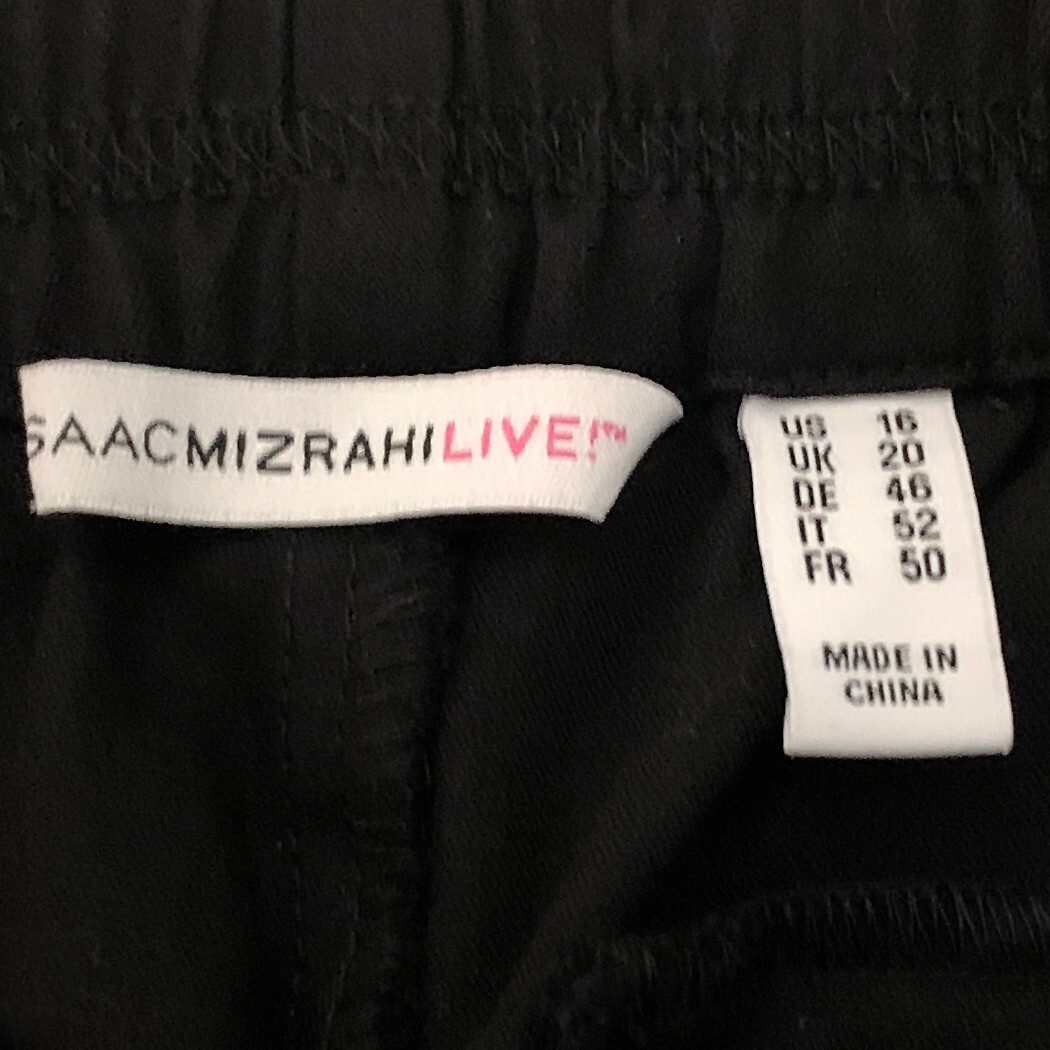 SAACMIZRAHILIVE!™
US 16
UK 20
DE 46
IT 52
FR 50
MADE IN
CHINA